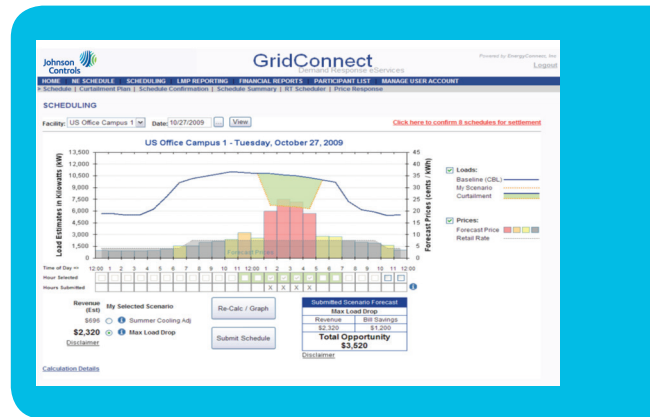 Johnson Controls
GridConnect
Demand Response eServices
Powered by EnergyConnect, Inc.
Logout
HOME | NE SCHEDULE | SCHEDULING | LMP REPORTING | FINANCIAL REPORTS | PARTICIPANT LIST | MANAGE USER ACCOUNT
Schedule | Curtailment Plan | Schedule Confirmation | Schedule Summary | RT Scheduler | Price Response
SCHEDULING
Facility: US Office Campus 1 Date: 10/27/2009 ... View
Click here to confirm 8 schedules for settlement
US Office Campus 1 - Tuesday, October 27, 2009
Load Estimates in Kilowatts (kW)
13,500
12,000
10,500
9,000
7,500
6,000
4,500
3,000
1,500
0
45
40
35
30
25
20
15
10
5
0
Forecast Prices (cents / kWh)
Forecast Prices
Loads:
Baseline (CBL)
My Scenario
Curtailment
Prices:
Forecast Price
Retail Rate
Time of Day => 12:00 1 2 3 4 5 6 7 8 9 10 11 12:00 1 2 3 4 5 6 7 8 9 10 11 12:00
Hour Selected
Hours Submitted X X X X
Revenue (Est) My Selected Scenario
$696 Summer Cooling Adj
$2,320 Max Load Drop
Disclaimer
Re-Calc / Graph
Submit Schedule
Submitted Scenario Forecast
Max Load Drop
Revenue Bill Savings
$2,320 $1,200
Total Opportunity
$3,520
Disclaimer
Calculation Details